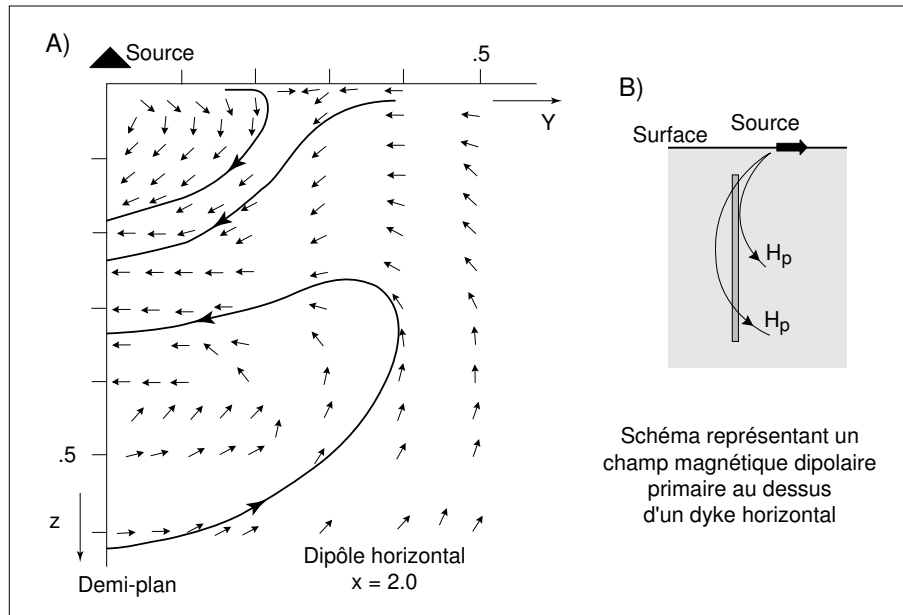 A)
Source
.5
Y
.5
z
Demi-plan
Dipôle horizontal
x = 2.0
B)
Surface
Source
Hp
Hp
Schéma représentant un
champ magnétique dipolaire
primaire au dessus
d'un dyke horizontal